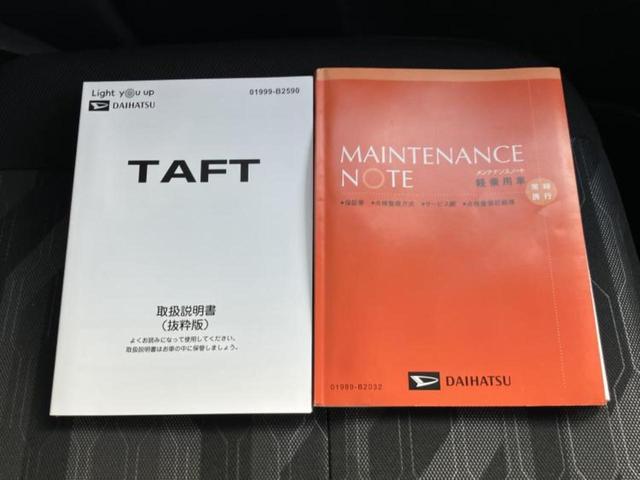 Light you up
DAIHATSU
01999-B2590
TAFT
取扱説明書
(抜粋版)
よくお読みになって使用してください。
取扱説明書はお車の中に保管しましょう。
MAINTENANCE
NOTE
メンテナンスノート
軽乗用車
常時
携行
●保証書 ●点検整備方式 ●サービス網 ●点検整備記録簿
DAIHATSU
01999-B2032